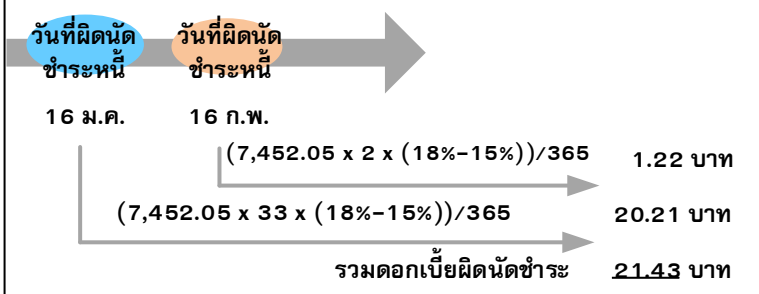 วันที่ผิดนัด วันที่ผิดนัด
ชำระหนี้ ชำระหนี้
16 ม.ค. 16 ก.พ.
(7,452.05 x 2 x (18%-15%))/365 1.22 บาท
(7,452.05 x 33 x (18%-15%))/365 20.21 บาท
รวมดอกเบี้ยผิดนัดชำระ 21.43 บาท